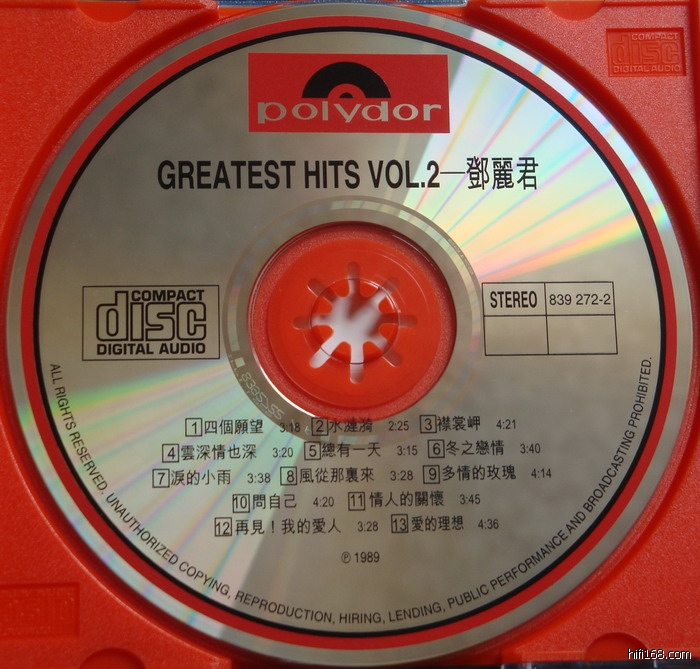 COMPACT
disc
DIGITAL AUDIO
polydor
GREATEST HITS VOL.2—鄧麗君
COMPACT
disc
DIGITAL AUDIO
STEREO 839 272-2
1 四個願望 3:18 2 水漣漪 2:25 3 襟裳岬 4:21
4 雲深情也深 3:20 5 總有一天 3:15 6 冬之戀情 3:40
7 淚的小雨 3:38 8 風從那裏來 3:28 9 多情的玫瑰 4:14
10 問自己 4:20 11 情人的關懷 3:45
12 再見！我的愛人 3:28 13 愛的理想 4:36
℗ 1989
ALL RIGHTS RESERVED. UNAUTHORIZED COPYING, REPRODUCTION, HIRING, LENDING, PUBLIC PERFORMANCE AND BROADCASTING PROHIBITED.
hifi168.com